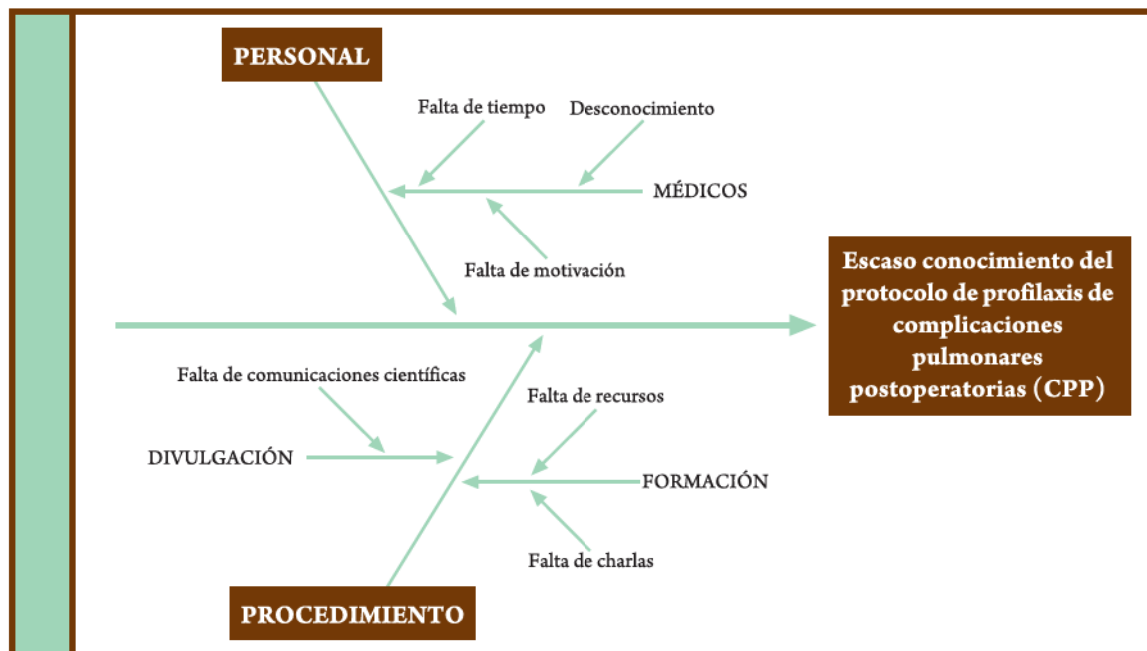 PERSONAL
Falta de tiempo
Desconocimiento
MÉDICOS
Falta de motivación
Escaso conocimiento del
protocolo de profilaxis de
complicaciones
pulmonares
postoperatorias (CPP)
Falta de comunicaciones científicas
Falta de recursos
DIVULGACIÓN
FORMACIÓN
Falta de charlas
PROCEDIMIENTO